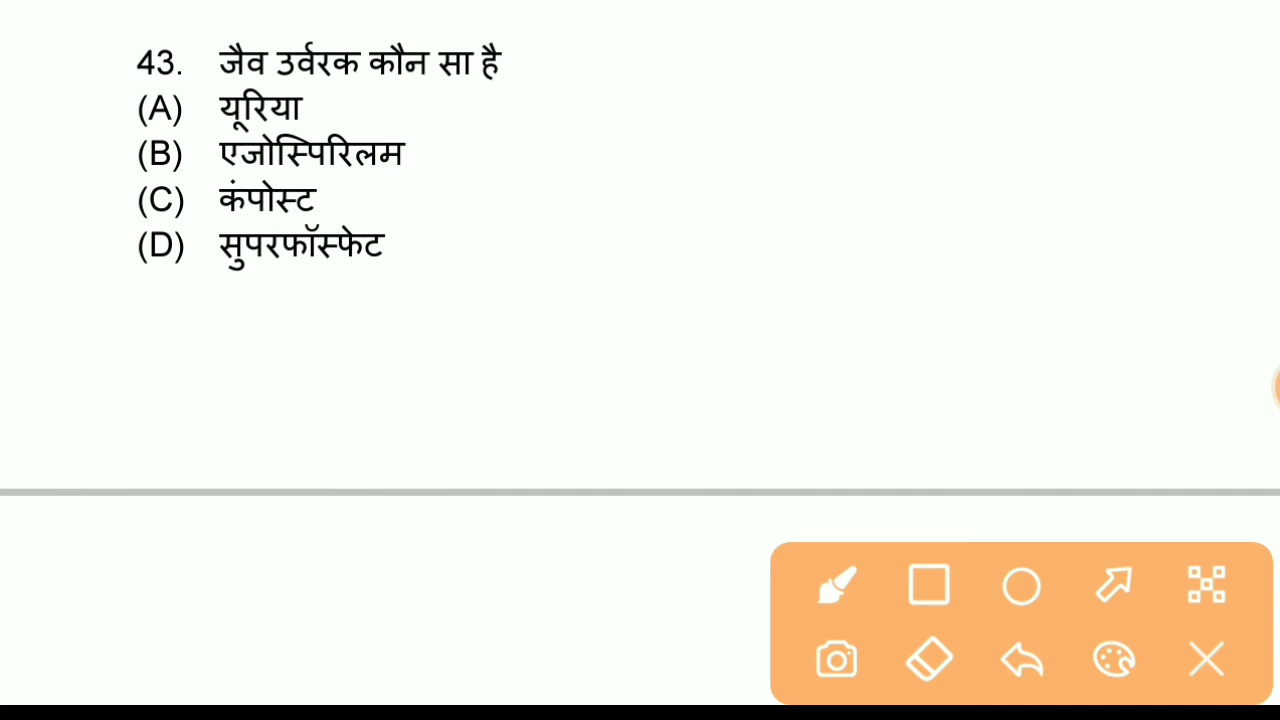 43. जैव उर्वरक कौन सा है
(A) यूरिया
(B) एजोस्पिरिलम
(C) कंपोस्ट
(D) सुपरफॉस्फेट